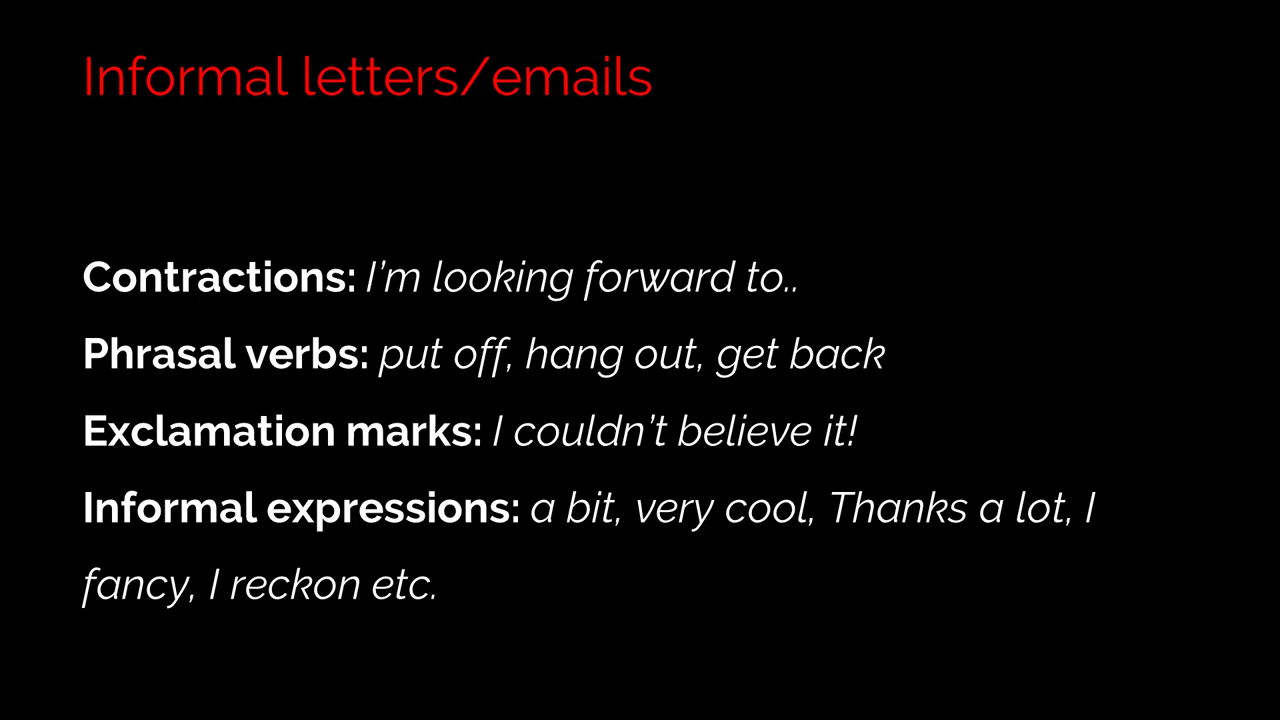 Informal letters/emails
Contractions: I’m looking forward to..
Phrasal verbs: put off, hang out, get back
Exclamation marks: I couldn’t believe it!
Informal expressions: a bit, very cool, Thanks a lot, I
fancy, I reckon etc.